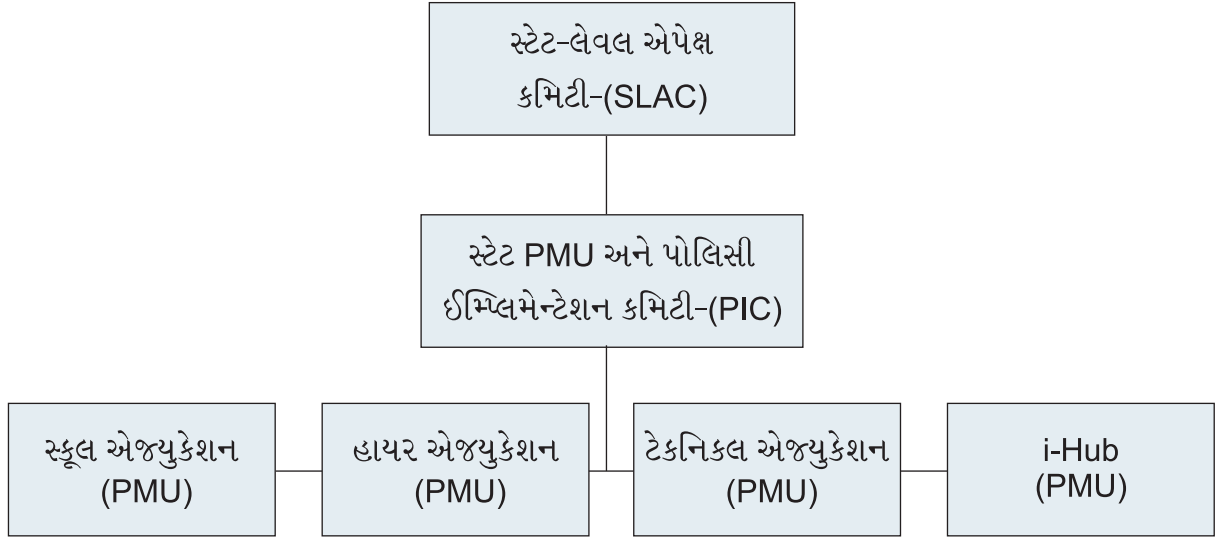 સ્ટેટ-લેવલ એપેક્ષ
કમિટી-(SLAC)
સ્ટેટ PMU અને પોલિસી
ઈમ્પ્લિમેન્ટેશન કમિટી-(PIC)
સ્કૂલ એજ્યુકેશન
(PMU)
હાયર એજ્યુકેશન
(PMU)
ટેકનિકલ એજ્યુકેશન
(PMU)
i-Hub
(PMU)